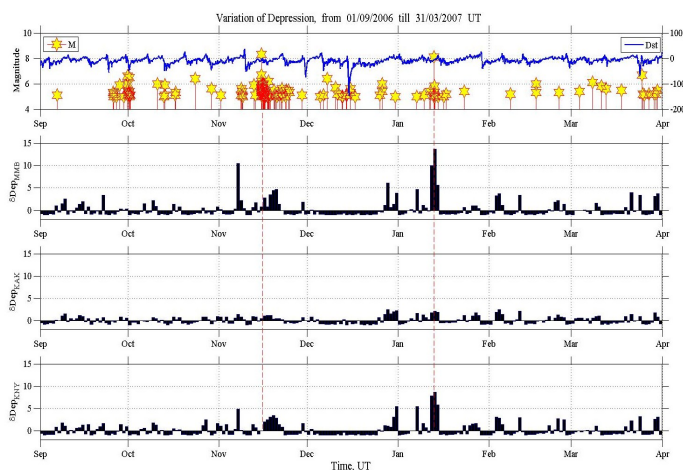 Variation of Depression, from 01/09/2006 till 31/03/2007 UT
10
8
6
4
Magnitude
M
Dst
100
0
-100
-200
Sep Oct Nov Dec Jan Feb Mar Apr
15
10
5
0
δDepMMB
Sep Oct Nov Dec Jan Feb Mar Apr
15
10
5
0
δDepKAK
Sep Oct Nov Dec Jan Feb Mar Apr
15
10
5
0
δDepKNY
Sep Oct Nov Dec Jan Feb Mar Apr
Time, UT